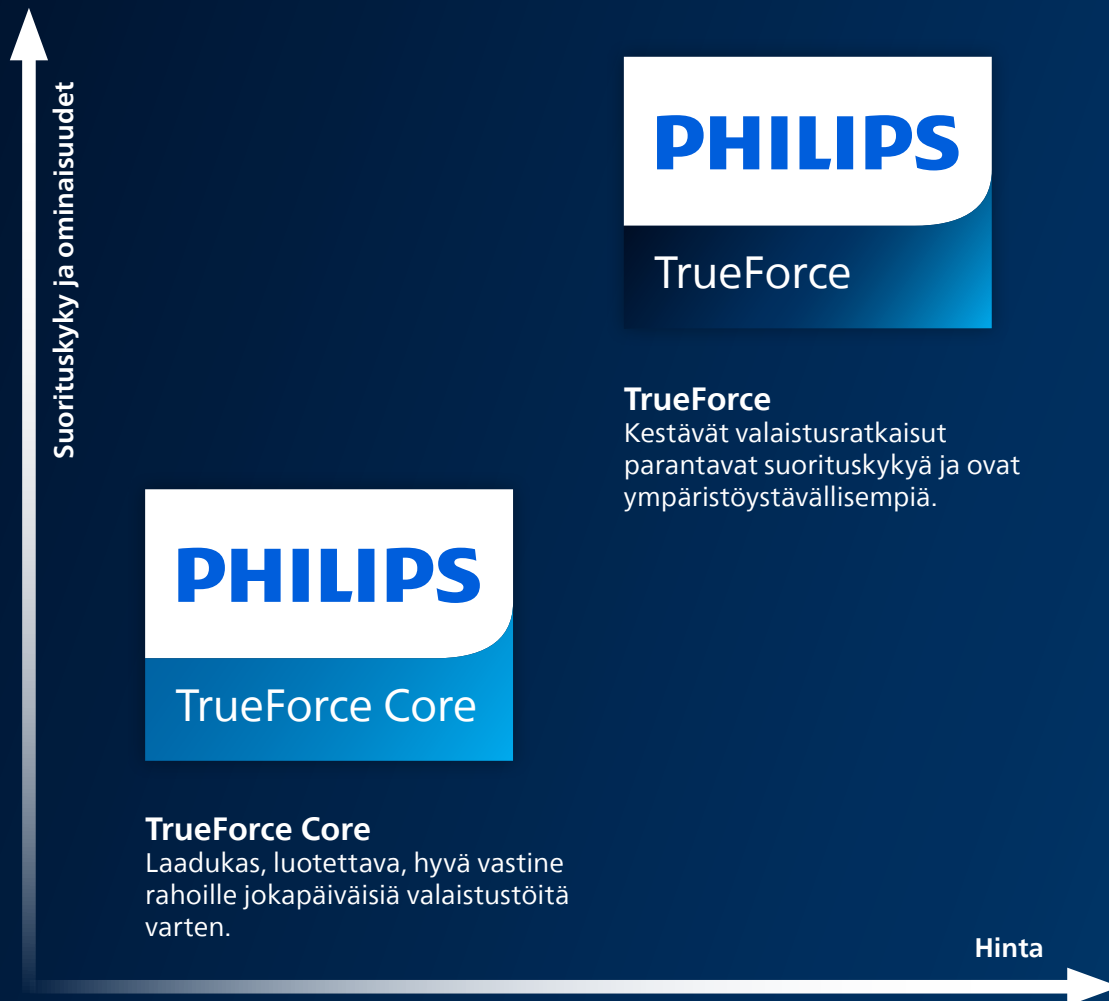 Suorituskyky ja ominaisuudet
PHILIPS
TrueForce
TrueForce
Kestävät valaistusratkaisut
parantavat suorituskykyä ja ovat
ympäristöystävällisempiä.
PHILIPS
TrueForce Core
TrueForce Core
Laadukas, luotettava, hyvä vastine
rahoille jokapäiväisiä valaistustöitä
varten.
Hinta